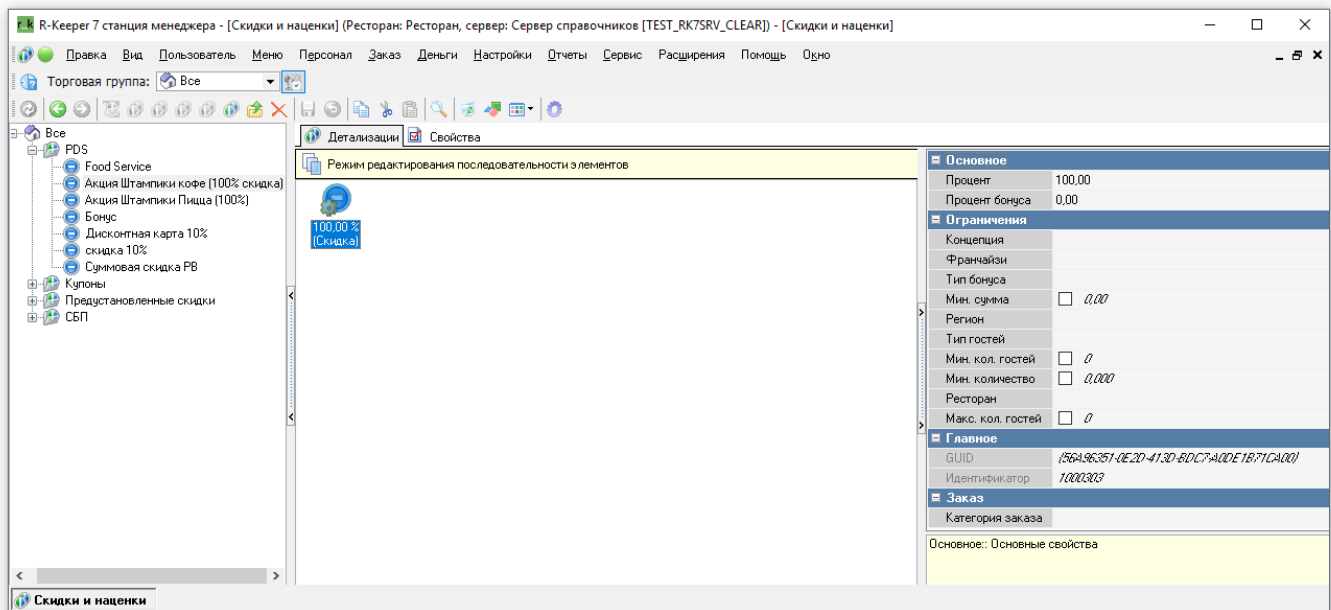 R-Keeper 7 станция менеджера - [Скидки и наценки] (Ресторан: Ресторан, сервер: Сервер справочников [TEST_RK7SRV_CLEAR]) - [Скидки и наценки]
Правка Вид Пользователь Меню Персонал Заказ Деньги Настройки Отчеты Сервис Расширения Помощь Окно
Торговая группа: Все
Все
PDS
Food Service
Акция Штампики кофе (100% скидка)
Акция Штампики Пицца (100%)
Бонус
Дисконтная карта 10%
скидка 10%
Суммовая скидка РВ
Купоны
Предустановленные скидки
СБП
Детализации Свойства
Режим редактирования последовательности элементов
100,00 %
(Скидка)
Основное
Процент 100,00
Процент бонуса 0,00
Ограничения
Концепция
Франчайзи
Тип бонуса
Мин. сумма 0,00
Регион
Тип гостей
Мин. кол. гостей 0
Мин. количество 0,000
Ресторан
Макс. кол. гостей 0
Главное
GUID {56A96351-0E2D-413D-BDC7-A0DE1B71CA00}
Идентификатор 1000303
Заказ
Категория заказа
Основное:: Основные свойства
Скидки и наценки